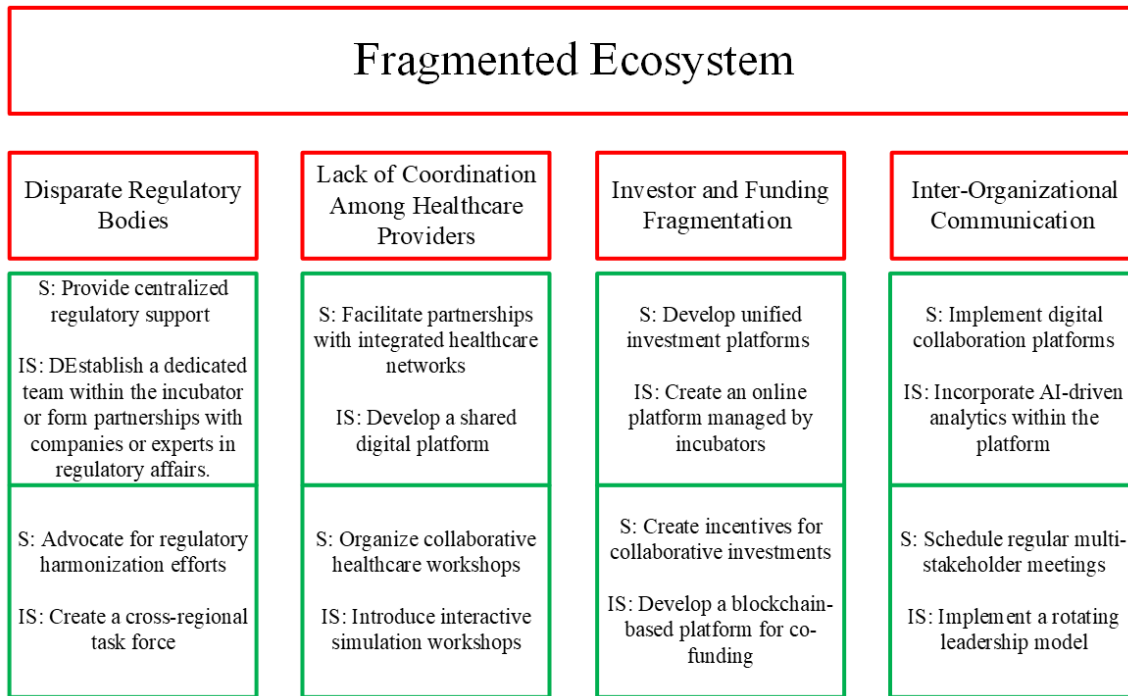 Fragmented Ecosystem
Disparate Regulatory
Bodies
Lack of Coordination
Among Healthcare
Providers
Investor and Funding
Fragmentation
Inter-Organizational
Communication
S: Provide centralized
regulatory support
IS: DEstablish a dedicated
team within the incubator
or form partnerships with
companies or experts in
regulatory affairs.
S: Facilitate partnerships
with integrated healthcare
networks
IS: Develop a shared
digital platform
S: Develop unified
investment platforms
IS: Create an online
platform managed by
incubators
S: Implement digital
collaboration platforms
IS: Incorporate AI-driven
analytics within the
platform
S: Advocate for regulatory
harmonization efforts
IS: Create a cross-regional
task force
S: Organize collaborative
healthcare workshops
IS: Introduce interactive
simulation workshops
S: Create incentives for
collaborative investments
IS: Develop a blockchain-
based platform for co-
funding
S: Schedule regular multi-
stakeholder meetings
IS: Implement a rotating
leadership model